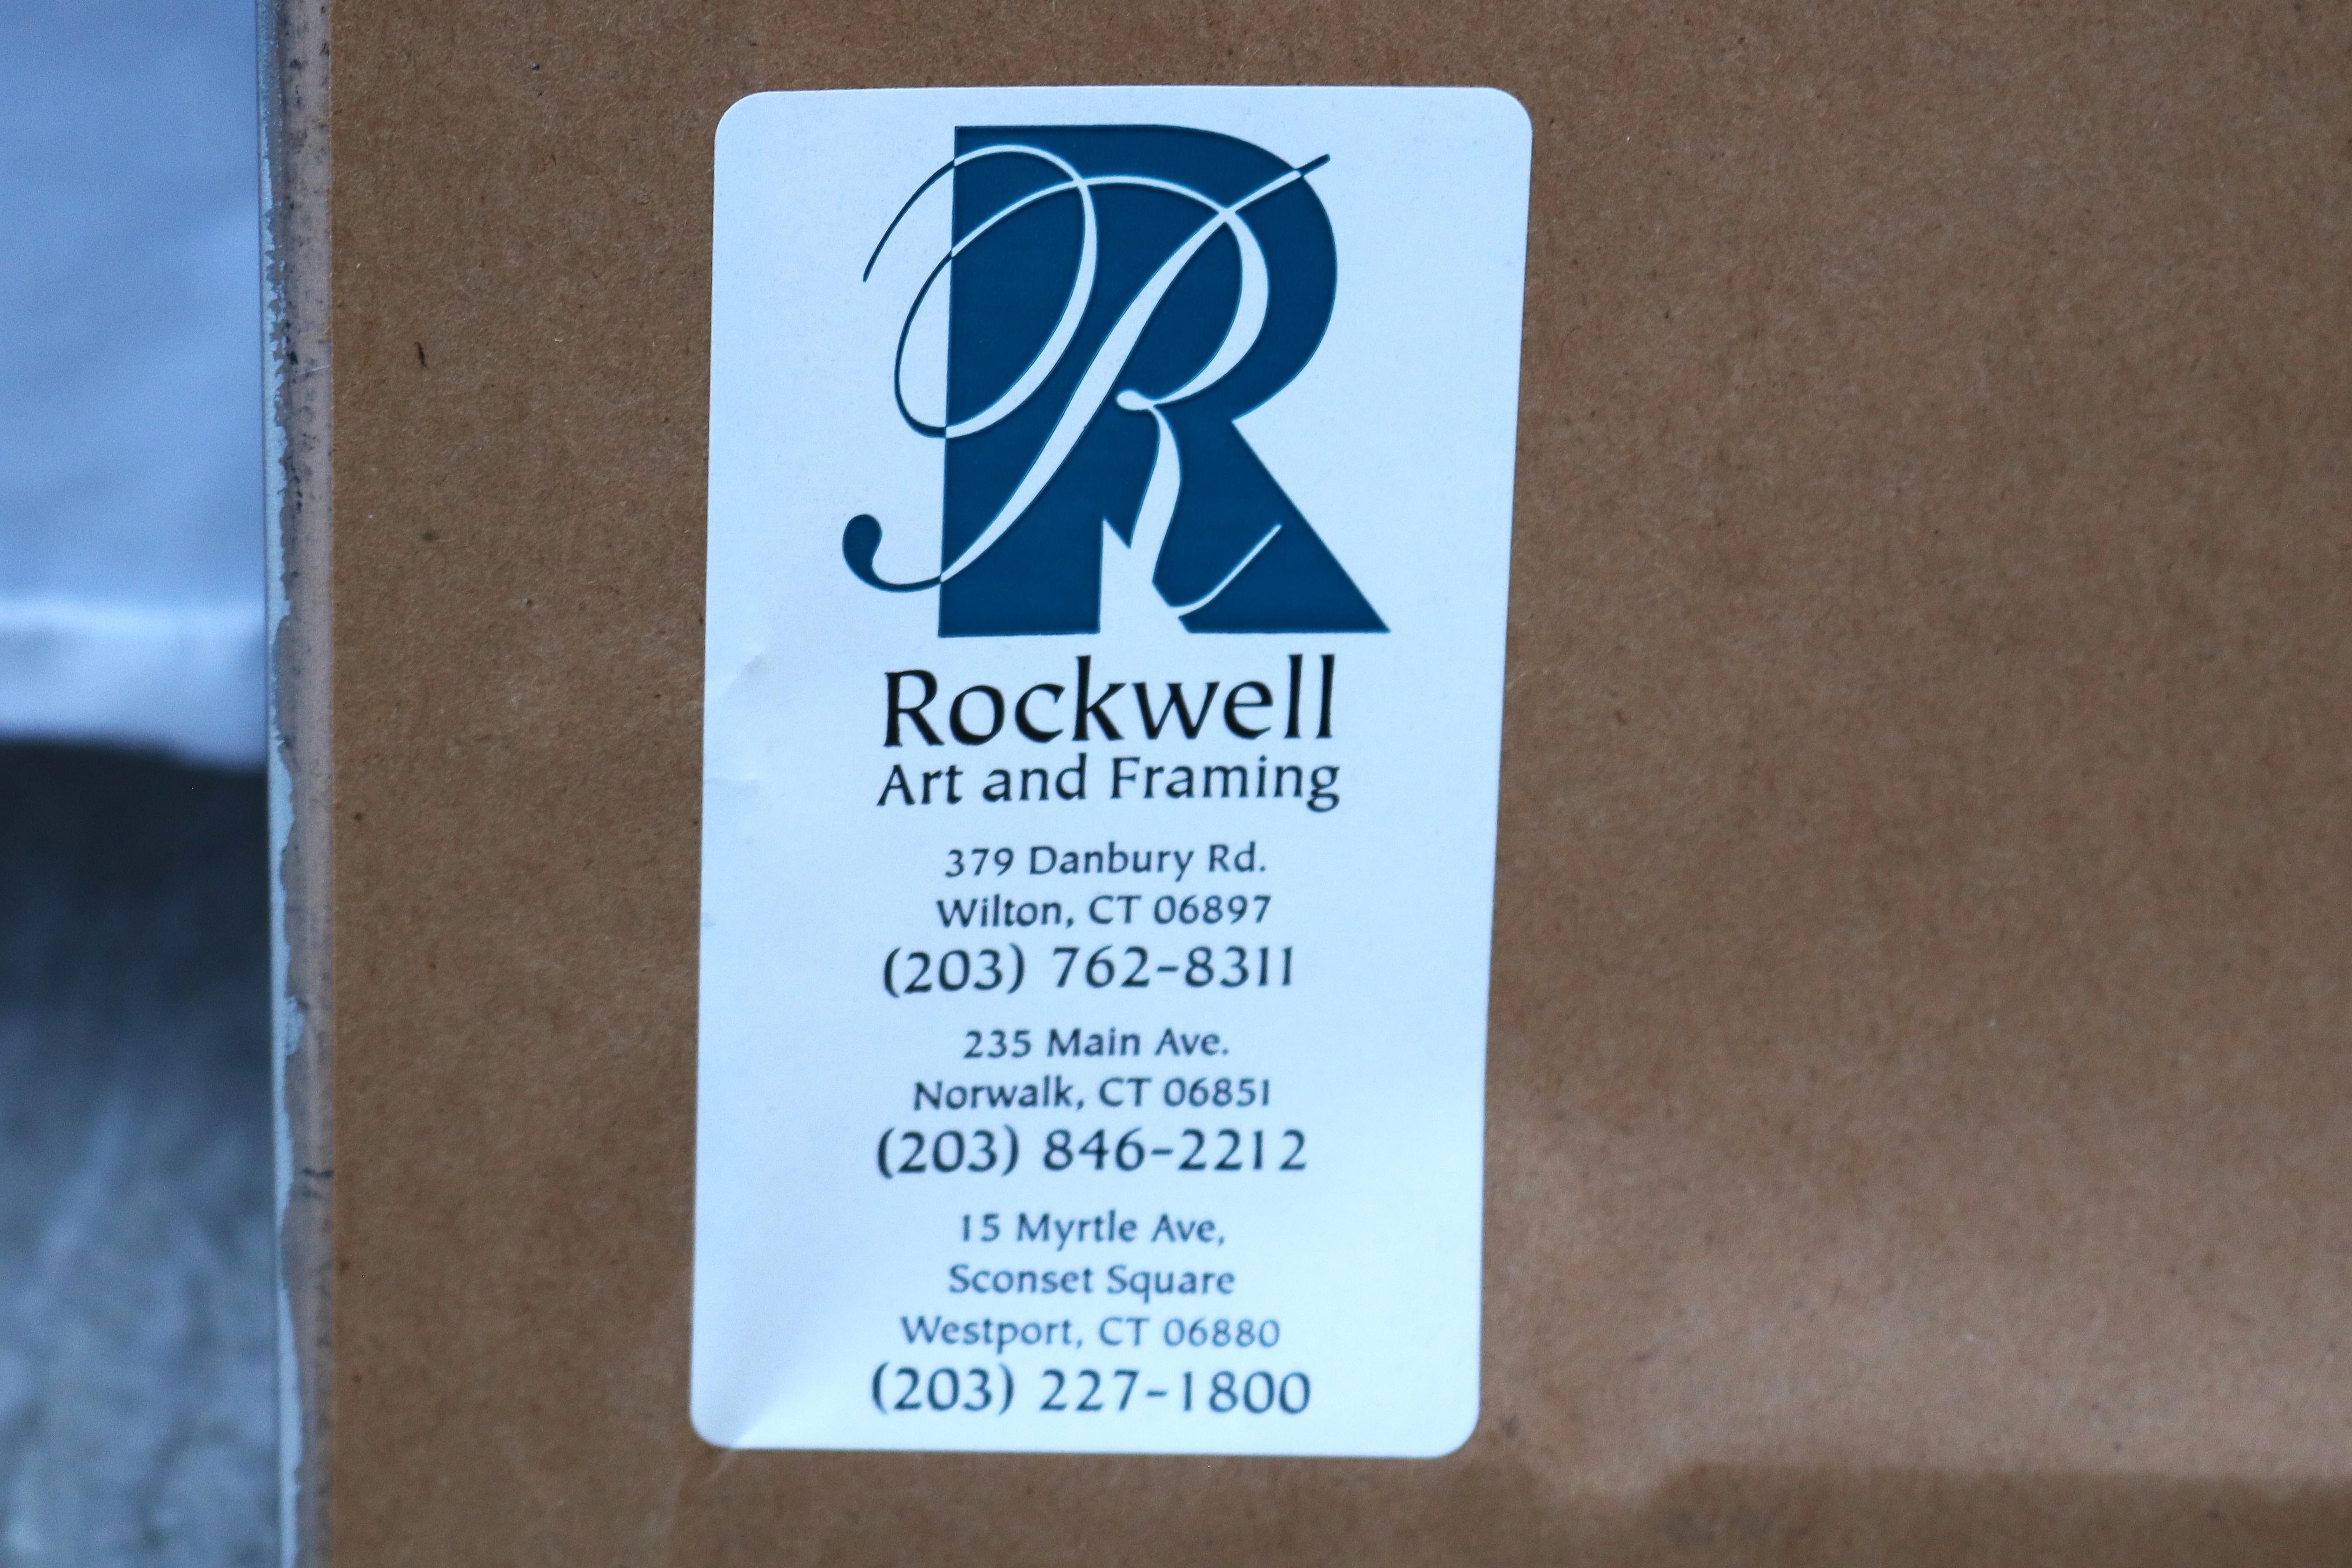 R
Rockwell
Art and Framing
379 Danbury Rd.
Wilton, CT 06897
(203) 762-8311
235 Main Ave.
Norwalk, CT 06851
(203) 846-2212
15 Myrtle Ave,
Sconset Square
Westport, CT 06880
(203) 227-1800